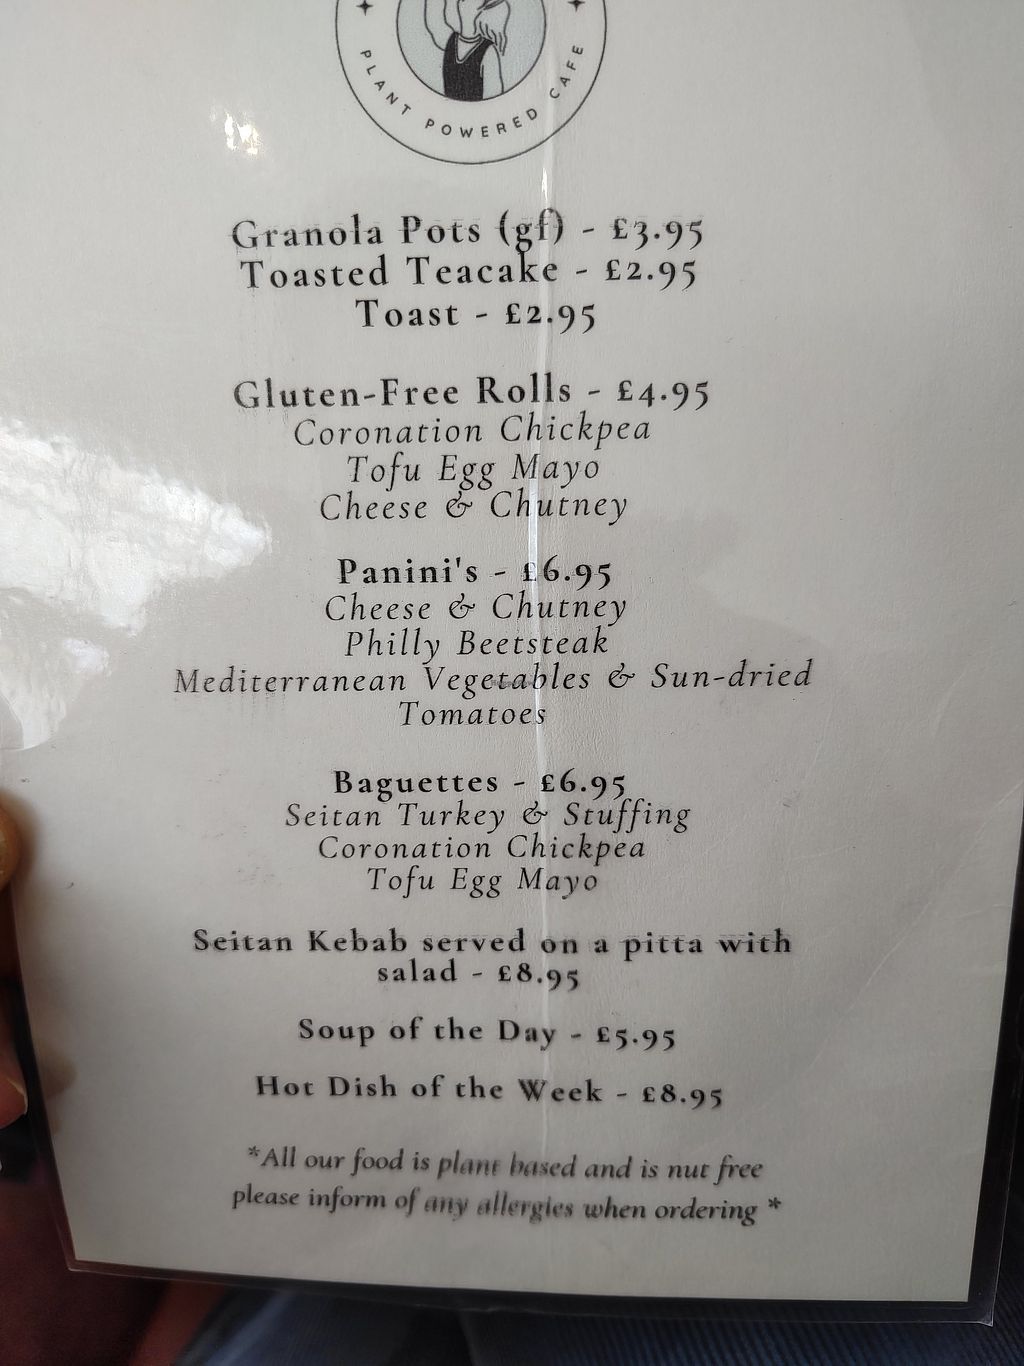 PLANT POWERED CAFE
Granola Pots (gf) - £3.95
Toasted Teacake - £2.95
Toast - £2.95
Gluten-Free Rolls - £4.95
Coronation Chickpea
Tofu Egg Mayo
Cheese & Chutney
Panini's - £6.95
Cheese & Chutney
Philly Beetsteak
Mediterranean Vegetables & Sun-dried
Tomatoes
Baguettes - £6.95
Seitan Turkey & Stuffing
Coronation Chickpea
Tofu Egg Mayo
Seitan Kebab served on a pitta with
salad - £8.95
Soup of the Day - £5.95
Hot Dish of the Week - £8.95
*All our food is plant based and is nut free
please inform of any allergies when ordering *